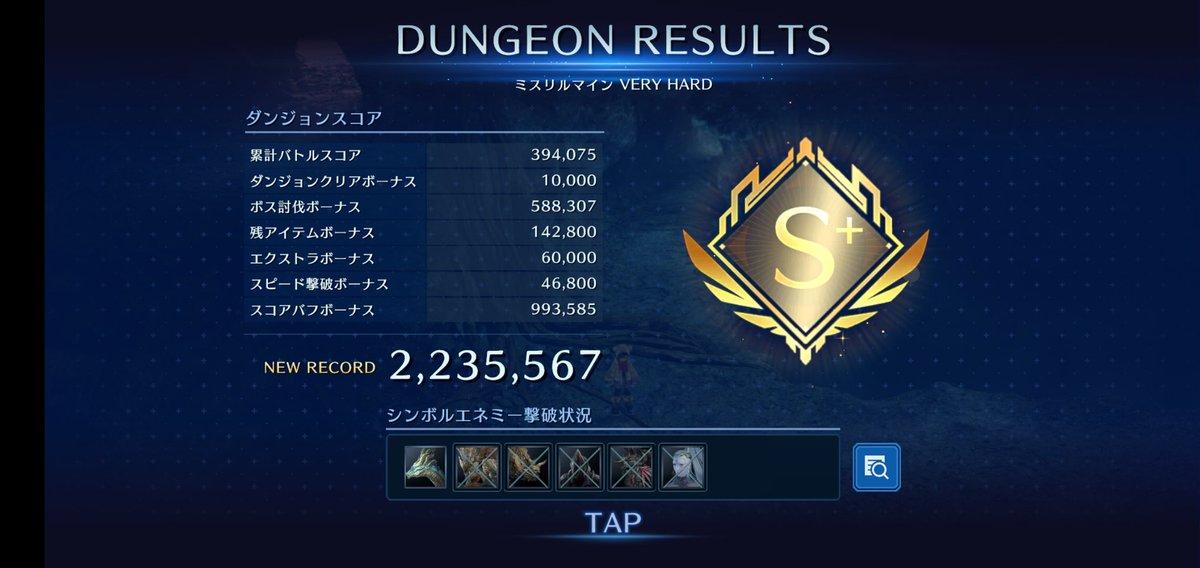 DUNGEON RESULTS
ミスリルマイン VERY HARD
ダンジョンスコア
累計バトルスコア 394,075
ダンジョンクリアボーナス 10,000
ボス討伐ボーナス 588,307
残アイテムボーナス 142,800
エクストラボーナス 60,000
スピード撃破ボーナス 46,800
スコアバフボーナス 993,585
NEW RECORD 2,235,567
S+
シンボルエネミー撃破状況
TAP